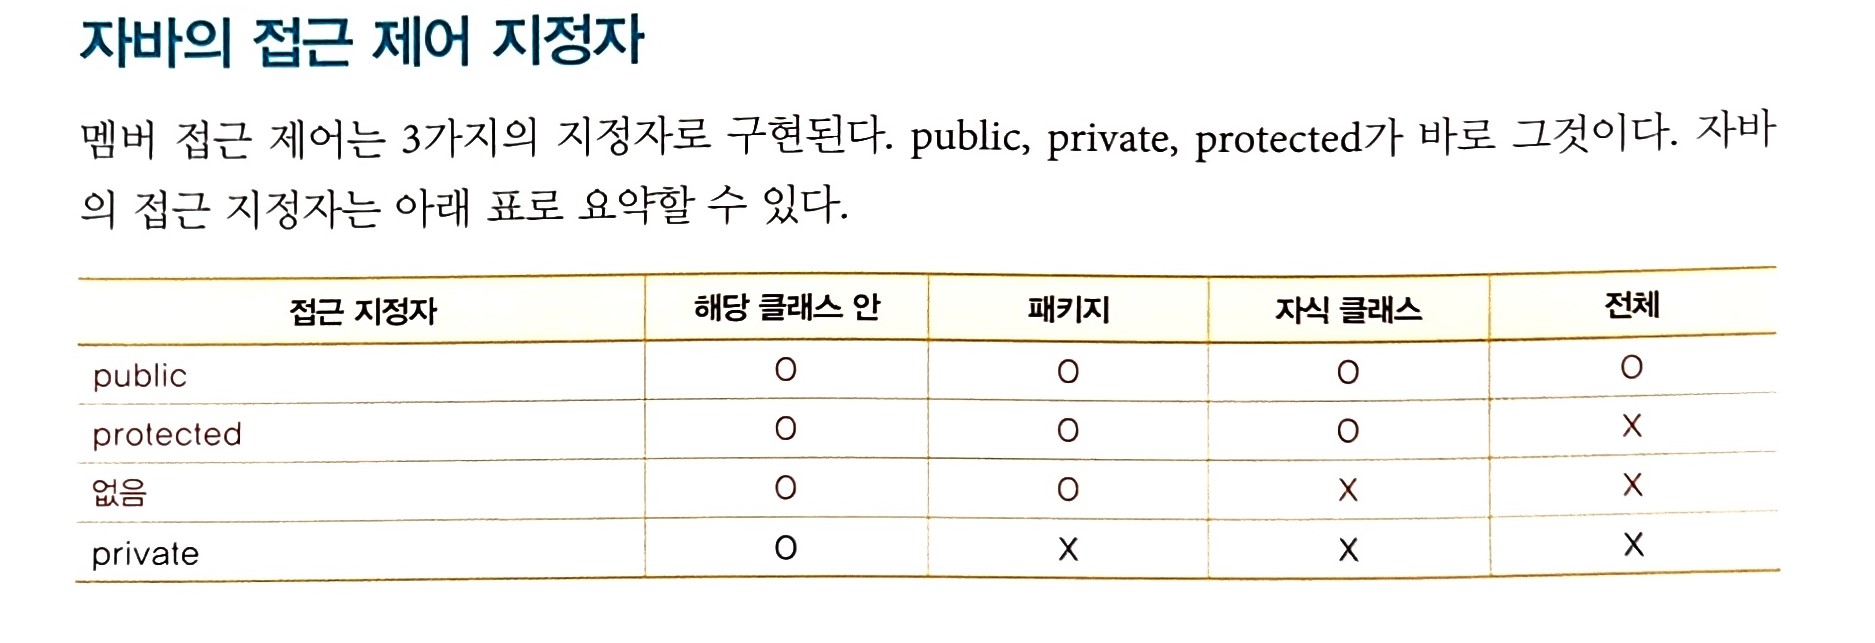 자바의 접근 제어 지정자
멤버 접근 제어는 3가지의 지정자로 구현된다. public, private, protected가 바로 그것이다. 자바
의 접근 지정자는 아래 표로 요약할 수 있다.
접근 지정자 해당 클래스 안 패키지 자식 클래스 전체
public O O O O
protected O O O X
없음 O O X X
private O X X X